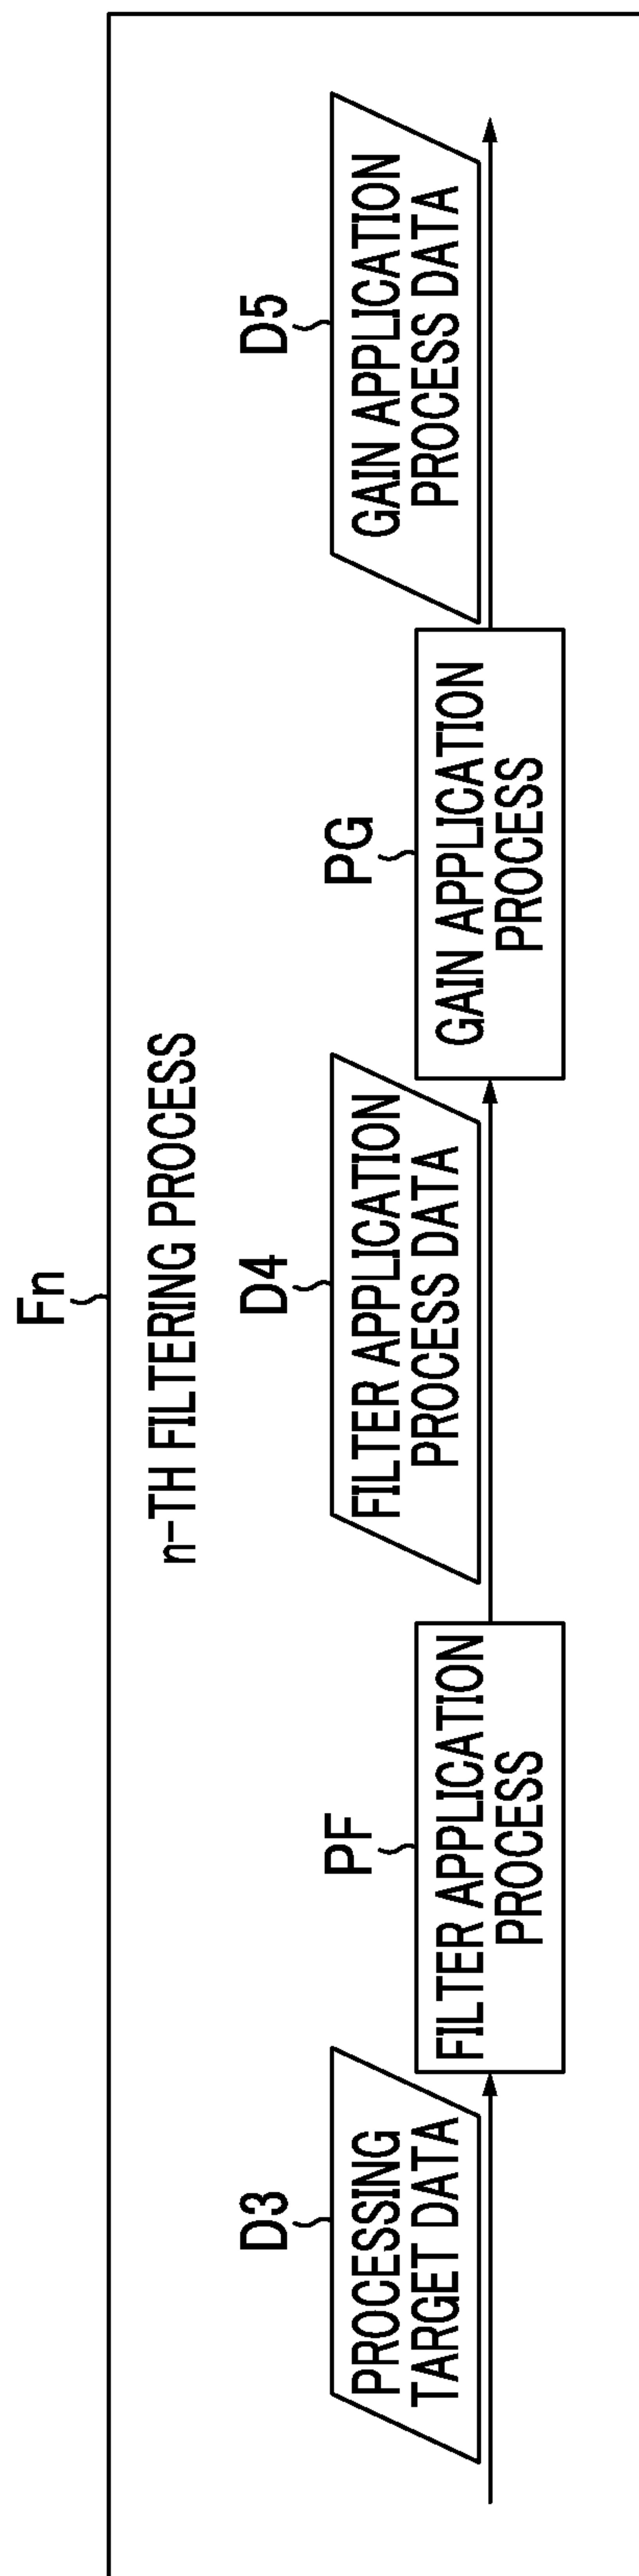 Fn
n-TH FILTERING PROCESS
D3
PROCESSING
TARGET DATA
PF
FILTER APPLICATION
PROCESS
D4
FILTER APPLICATION
PROCESS DATA
PG
GAIN APPLICATION
PROCESS
D5
GAIN APPLICATION
PROCESS DATA